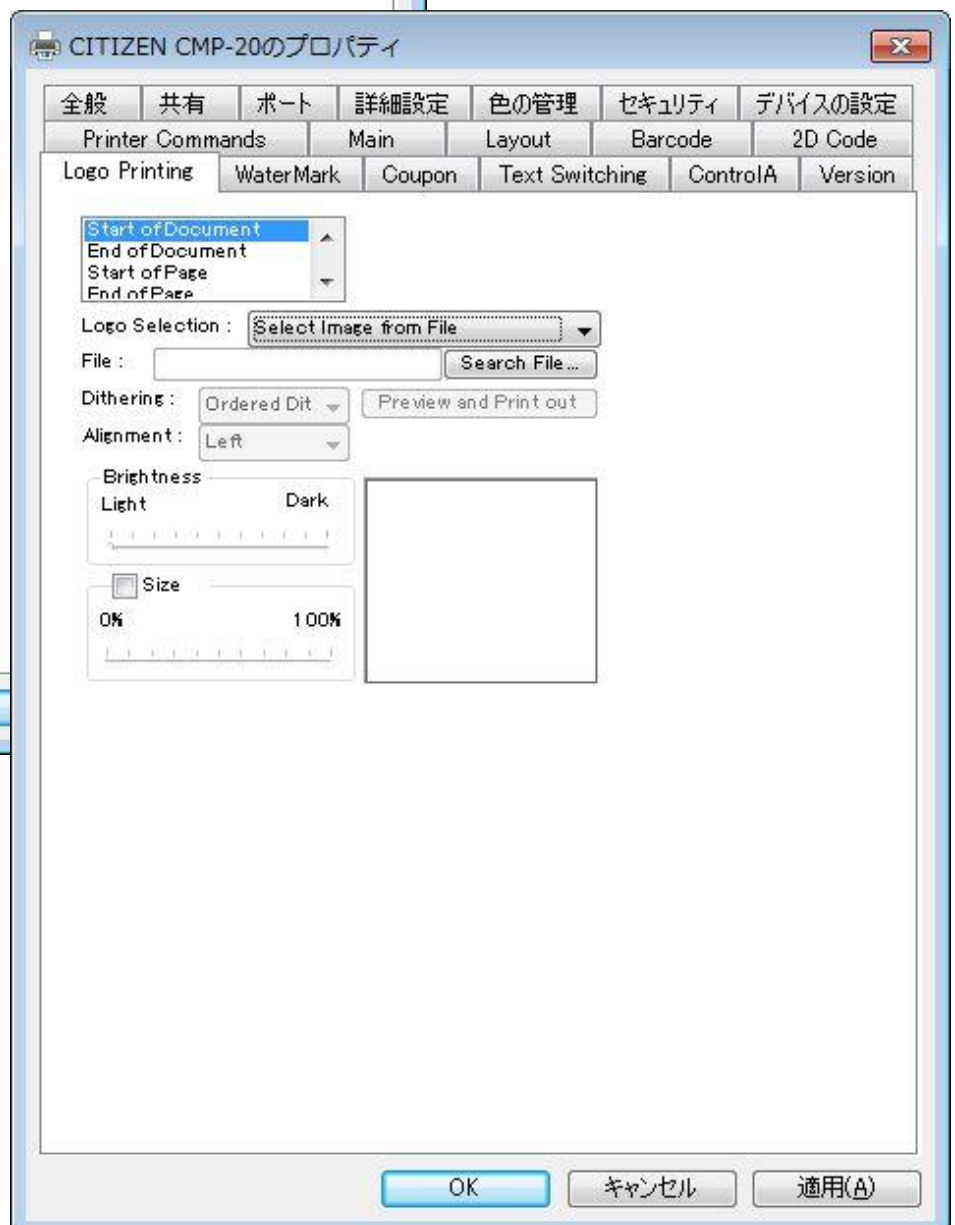 CITIZEN CMP-20のプロパティ
全般 共有 ポート 詳細設定 色の管理 セキュリティ デバイスの設定
Printer Commands Main Layout Barcode 2D Code
Logo Printing WaterMark Coupon Text Switching ControlA Version
Start of Document
End of Document
Start of Page
End of Page
Logo Selection : Select Image from File
File : Search File...
Dithering : Ordered Dit Preview and Print out
Alignment : Left
Brightness
Light Dark
Size
0% 100%
OK キャンセル 適用(A)